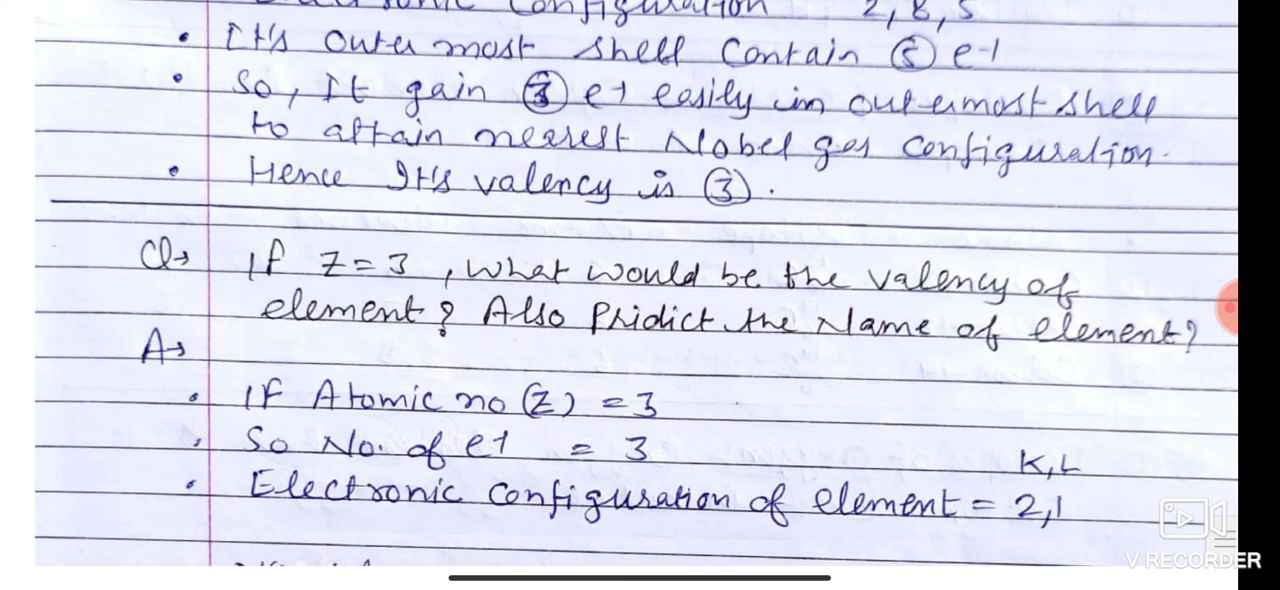 Configuration 2, 8, 5
• It's outer most shell Contain ⑤ e-1
• So, It gain ③ e-1 easily in outermost shell
to attain nearest Nobel gas configuration.
• Hence It's valency is ③.
Q→ If Z = 3, What would be the valency of
element? Also Pridict the Name of element?
A→
• If Atomic no (Z) = 3
• So No. of e-1 = 3
K, L
• Electronic configuration of element = 2,1
V RECORDER